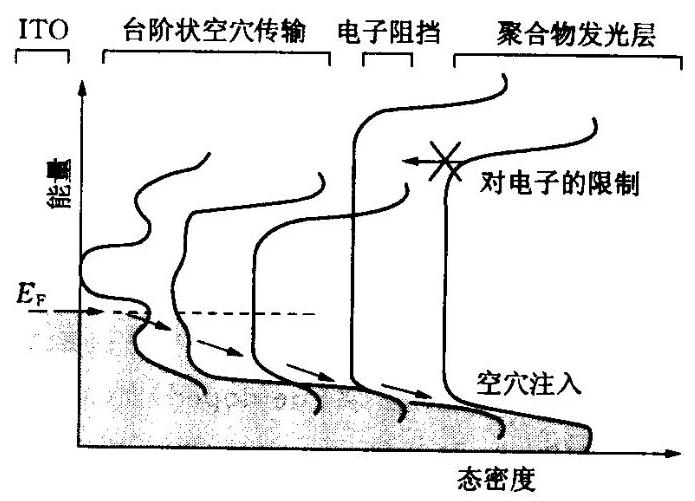 ITO 台阶状空穴传输 电子阻挡 聚合物发光层
能量
对电子的限制
E_F
空穴注入
态密度